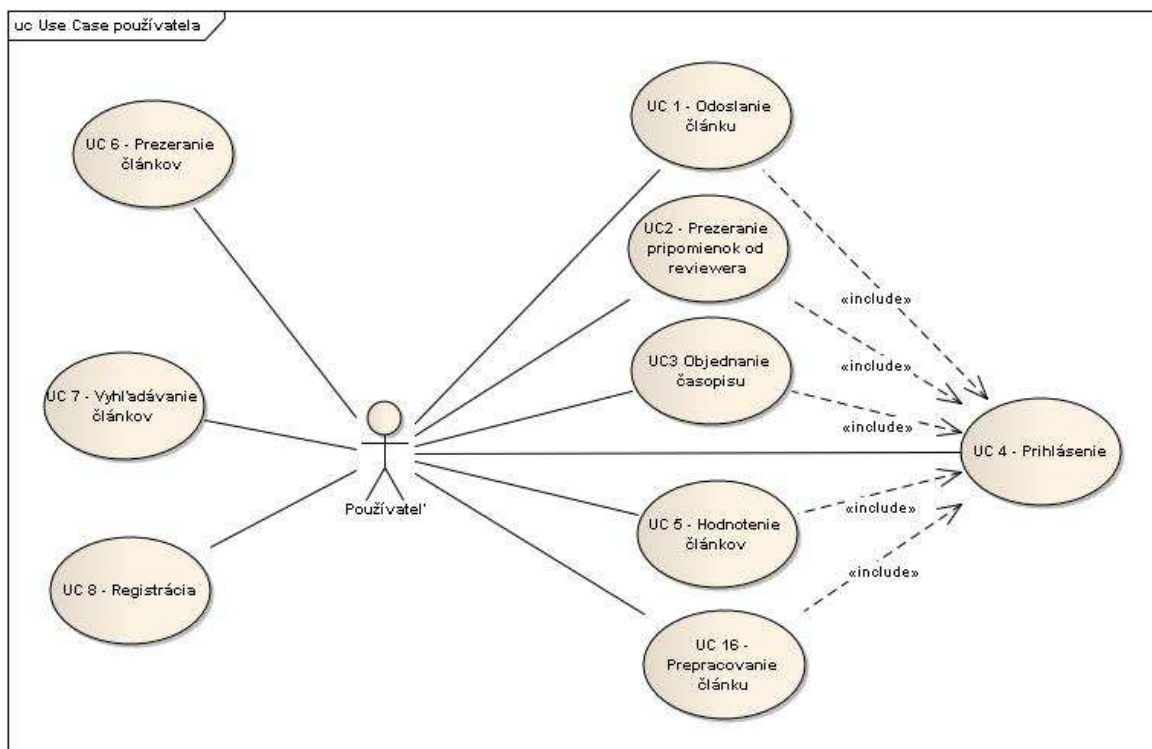 uc Use Case používatela
UC 6 - Prezeranie
článkov
UC 7 - Vyhľadávanie
článkov
UC 8 - Registrácia
Používateľ
UC 1 - Odoslanie
článku
UC2 - Prezeranie
pripomienok od
reviewera
UC3 Objednanie
časopisu
UC 5 - Hodnotenie
článkov
UC 16 -
Prepracovanie
článku
«include»
«include»
«include»
«include»
«include»
UC 4 - Prihlásenie